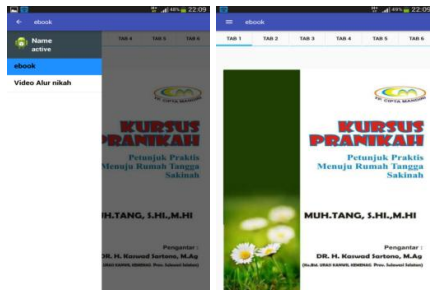 22:09
ebook
Name
active
ebook
Video Alur nikah
TAB 4 TAB 5 TAB 6
KURSUS
PRANIKAH
Petunjuk Praktis
Menuju Rumah Tangga
Sakinah
MUH.TANG, S.HI.,M.HI
Pengantar :
DR. H. Kaswad Sartono, M.Ag
22:09
ebook
TAB 1 TAB 2 TAB 3 TAB 4 TAB 5 TAB 6
CIPTA MANDIRI
KURSUS
PRANIKAH
Petunjuk Praktis
Menuju Rumah Tangga
Sakinah
MUH.TANG, S.HI.,M.HI
Pengantar :
DR. H. Kaswad Sartono, M.Ag